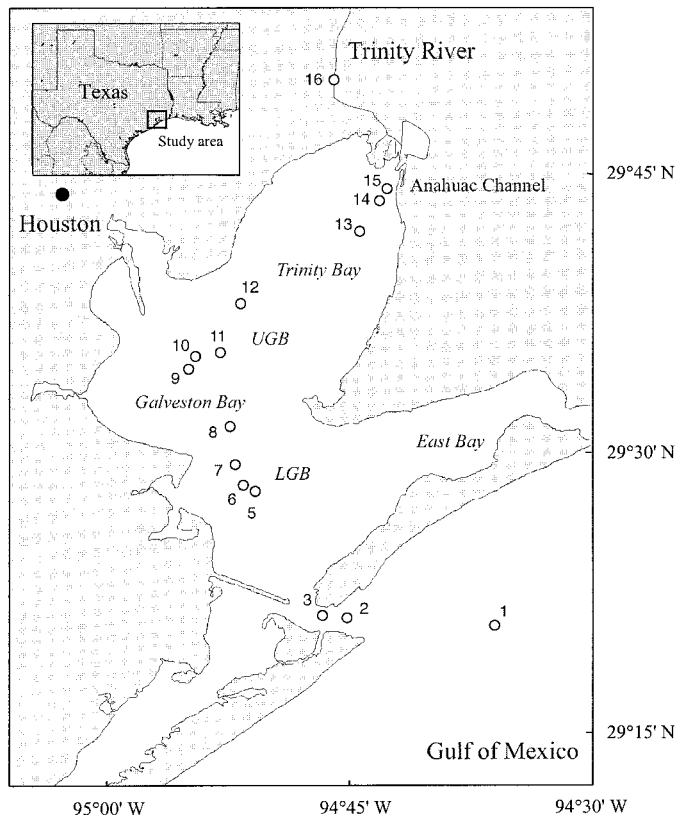 Texas
Study area
Trinity River
16
29°45' N
15
Anahuac Channel
14
Houston
13
Trinity Bay
12
11
UGB
10
9
Galveston Bay
8
East Bay
29°30' N
7
LGB
6
5
3
2
1
29°15' N
Gulf of Mexico
95°00' W
94°45' W
94°30' W